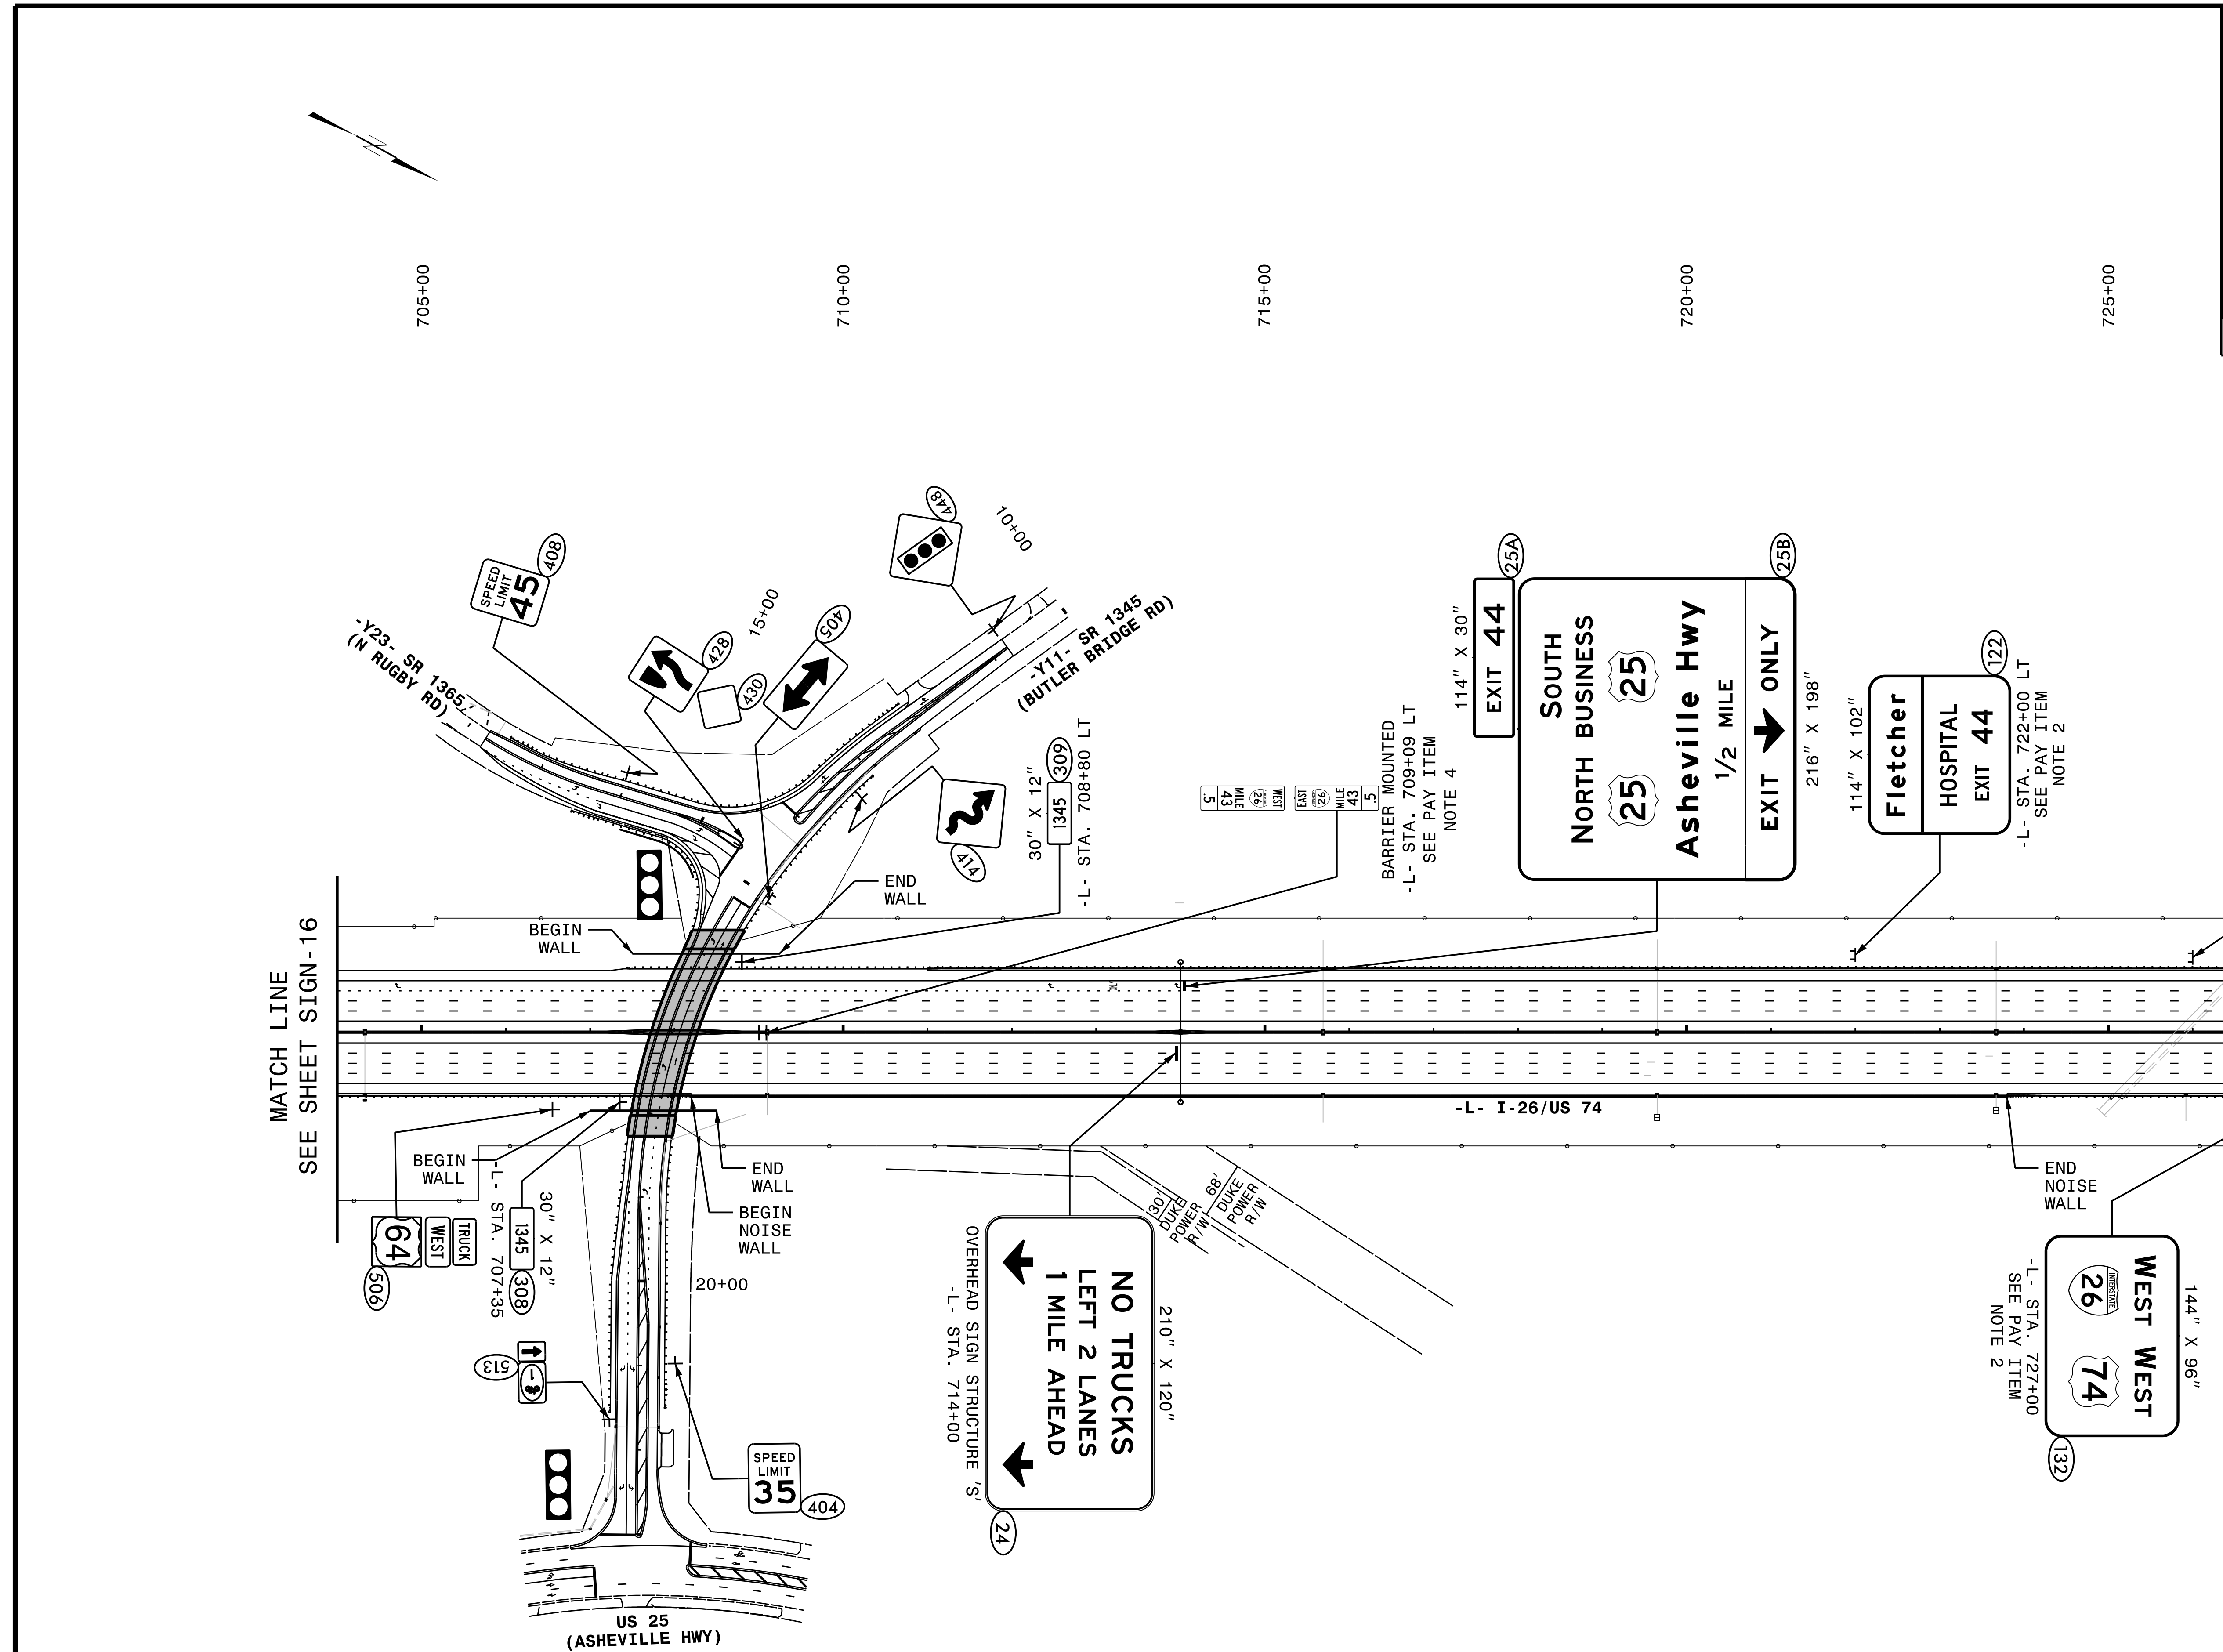 705+00
710+00
715+00
720+00
725+00
MATCH LINE
SEE SHEET SIGN-16
-Y23- SR 1365
(N RUGBY RD)
SPEED
LIMIT
45
408
428
430
15+00
405
448
10+00
-Y11- SR 1345
(BUTLER BRIDGE RD)
414
30" X 12"
1345
309
-L- STA. 708+80 LT
END
WALL
BEGIN
WALL
.5
43
MILE
26
WEST
EAST
26
MILE
43
.5
BARRIER MOUNTED
-L- STA. 709+09 LT
SEE PAY ITEM
NOTE 4
114" X 30"
EXIT 44
25A
SOUTH
NORTH BUSINESS
25 25
Asheville Hwy
1/2 MILE
EXIT ONLY
25B
216" X 198"
114" X 102"
Fletcher
HOSPITAL
EXIT 44
122
-L- STA. 722+00 LT
SEE PAY ITEM
NOTE 2
-L- I-26/US 74
BEGIN
WALL
END
WALL
BEGIN
NOISE
WALL
TRUCK
WEST
64
506
30" X 12"
1345
308
-L- STA. 707+35
20+00
513
SPEED
LIMIT
35
404
US 25
(ASHEVILLE HWY)
30'
DUKE
POWER
R/W
68'
DUKE
POWER
R/W
210" X 120"
NO TRUCKS
LEFT 2 LANES
1 MILE AHEAD
OVERHEAD SIGN STRUCTURE 'S'
-L- STA. 714+00
24
END
NOISE
WALL
144" X 96"
WEST WEST
INTERSTATE
26 74
-L- STA. 727+00
SEE PAY ITEM
NOTE 2
132